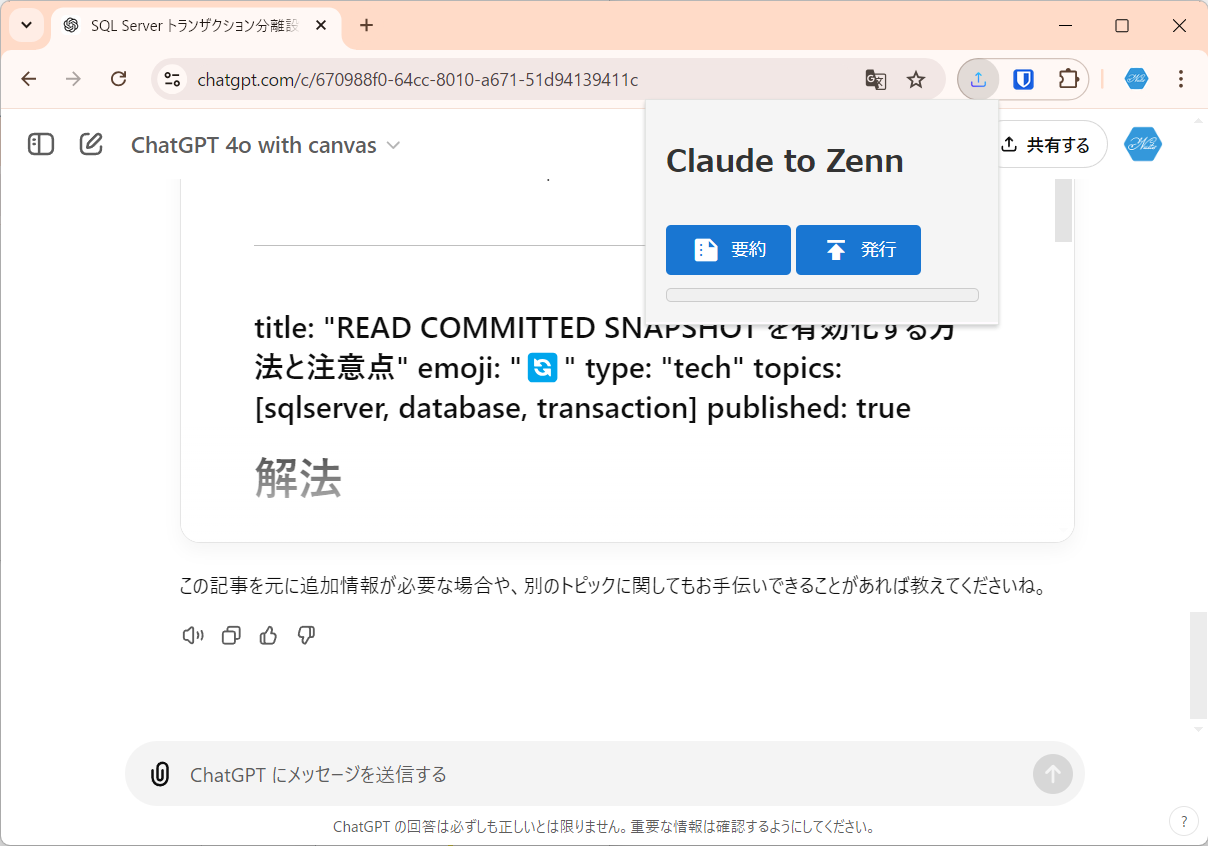 SQL Server トランザクション分離設
chatgpt.com/c/670988f0-64cc-8010-a671-51d94139411c
ChatGPT 4o with canvas
共有する
Claude to Zenn
要約
発行
title: "READ COMMITTED SNAPSHOT を有効化する方
法と注意点" emoji: "🔄" type: "tech" topics:
[sqlserver, database, transaction] published: true
解法
この記事を元に追加情報が必要な場合や、別のトピックに関してもお手伝いできることがあれば教えてくださいね。
ChatGPT にメッセージを送信する
ChatGPT の回答は必ずしも正しいとは限りません。重要な情報は確認するようにしてください。
?